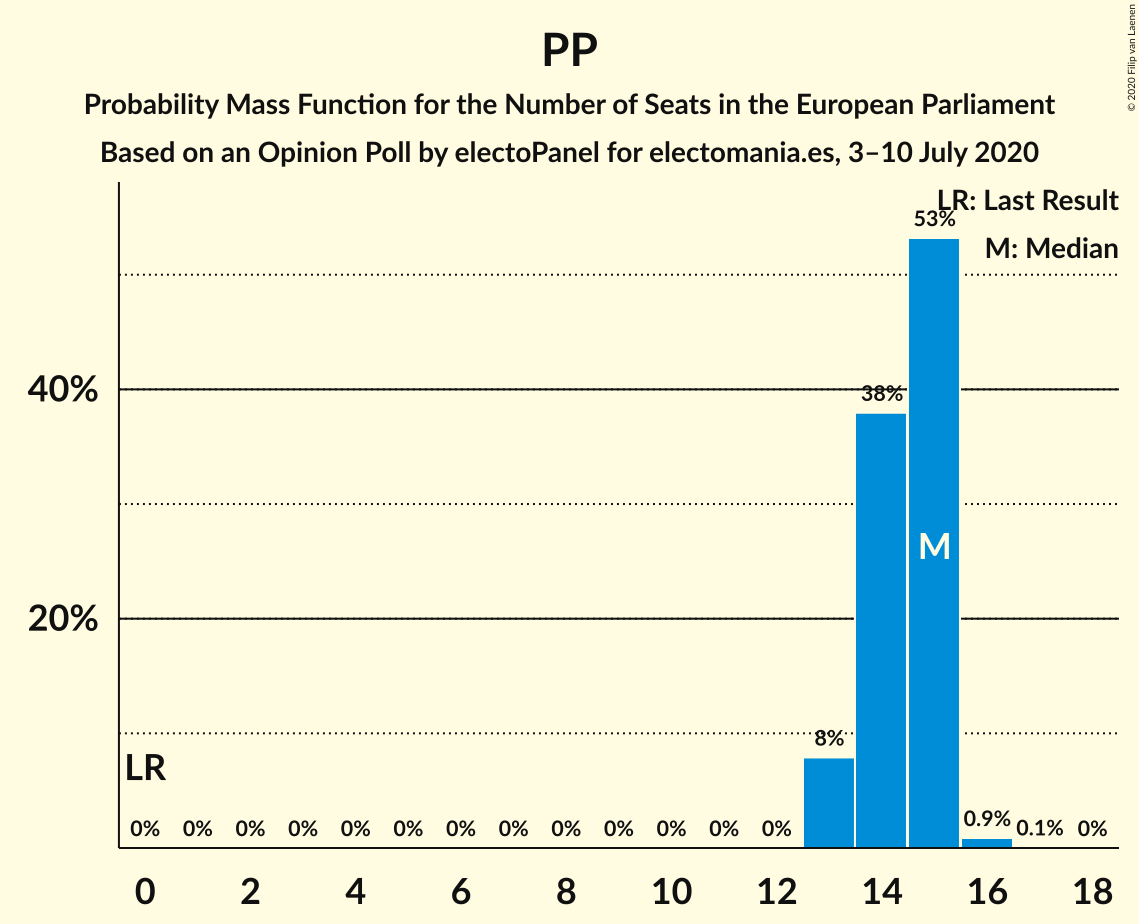 © 2020 Filip van Laenen
PP
Probability Mass Function for the Number of Seats in the European Parliament
Based on an Opinion Poll by electoPanel for electomania.es, 3–10 July 2020
LR: Last Result
53%
M: Median
40%
38%
M
20%
8%
LR
0% 0% 0% 0% 0% 0% 0% 0% 0% 0% 0% 0% 0% 0.9% 0.1% 0%
0 2 4 6 8 10 12 14 16 18